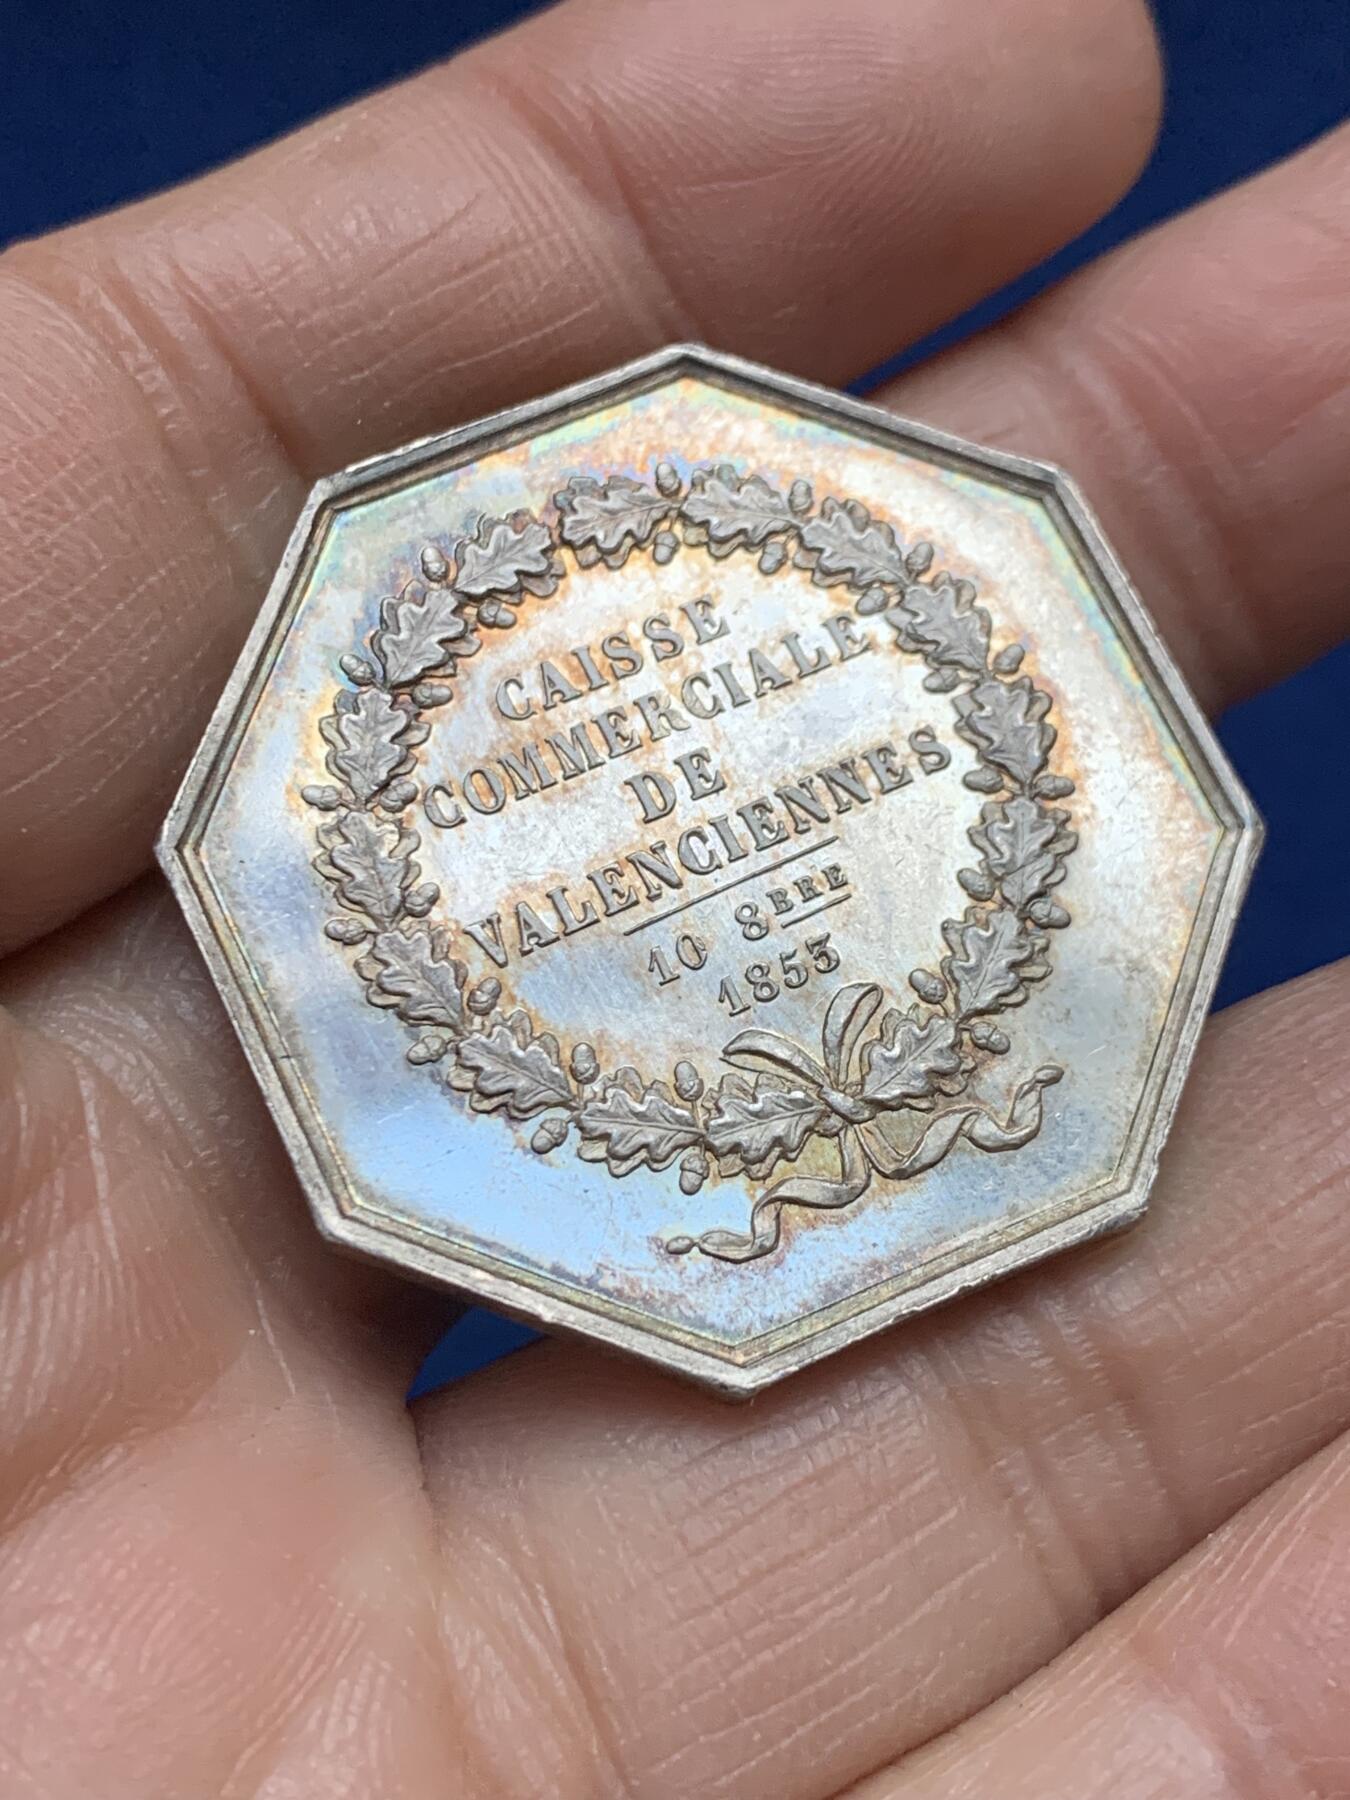 CAISSE
COMMERCIALE
DE
VALENCIENNES
10 8BRE
1853